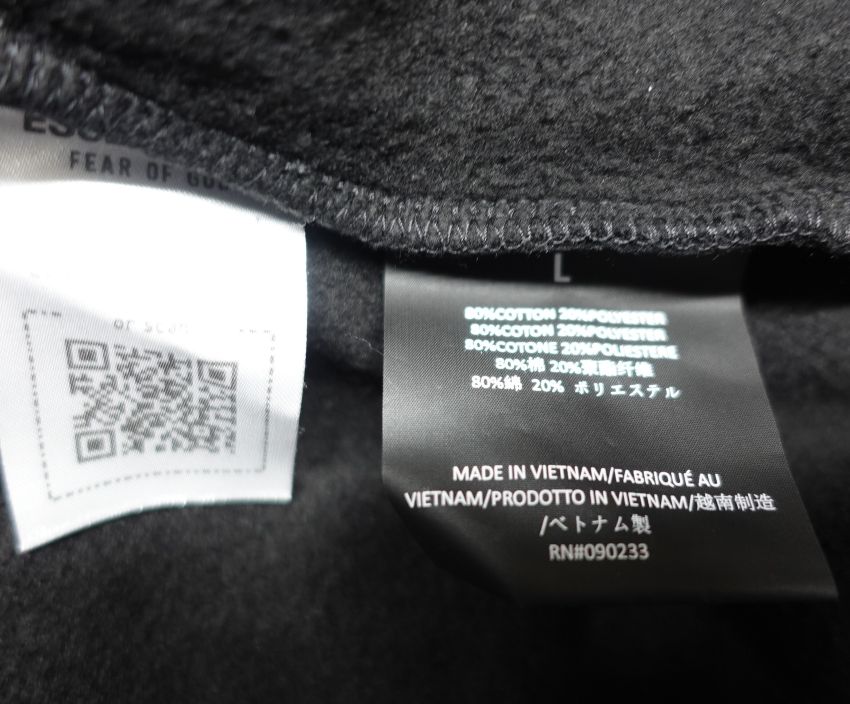 FEAR OF
or scan
L
80%COTTON 20%POLYESTER
80%COTON 20%POLYESTER
80%COTONE 20%POLIESTERE
80%棉 20%聚酯纤维
80%綿 20% ポリエステル
MADE IN VIETNAM/FABRIQUÉ AU
VIETNAM/PRODOTTO IN VIETNAM/越南制造
/ベトナム製
RN#090233